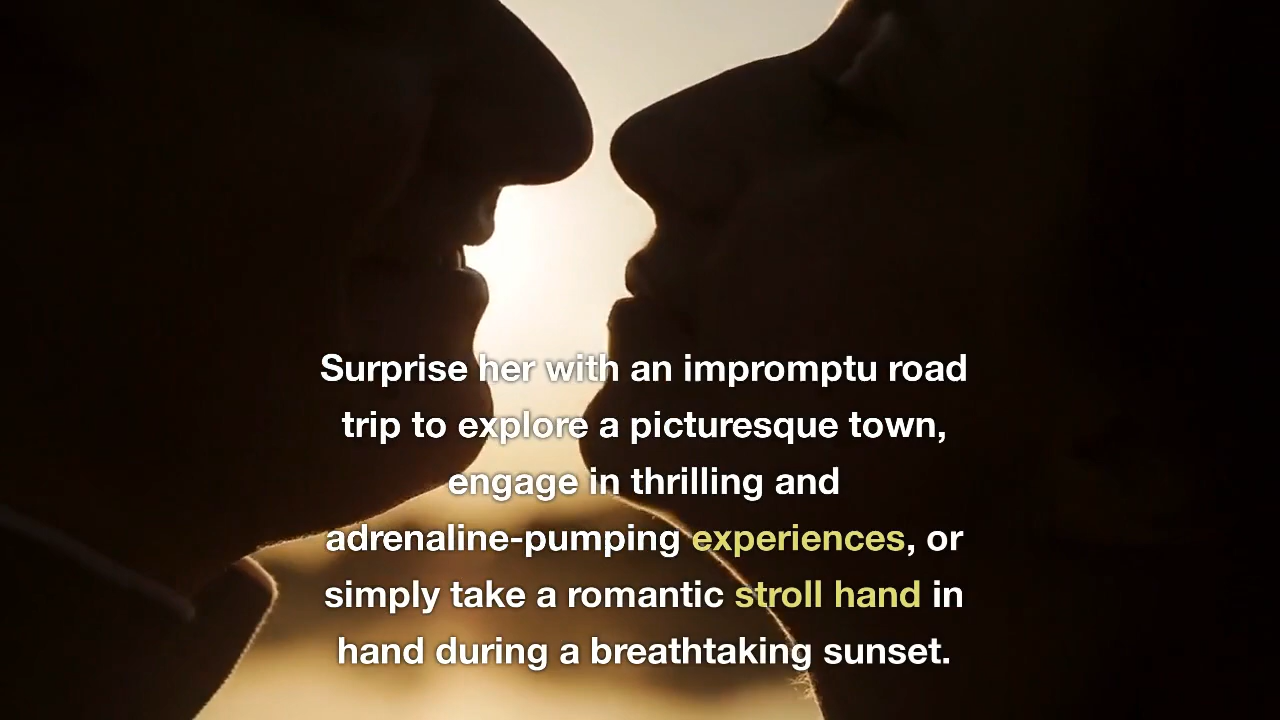 Surprise her with an impromptu road
trip to explore a picturesque town,
engage in thrilling and
adrenaline-pumping experiences, or
simply take a romantic stroll hand in
hand during a breathtaking sunset.